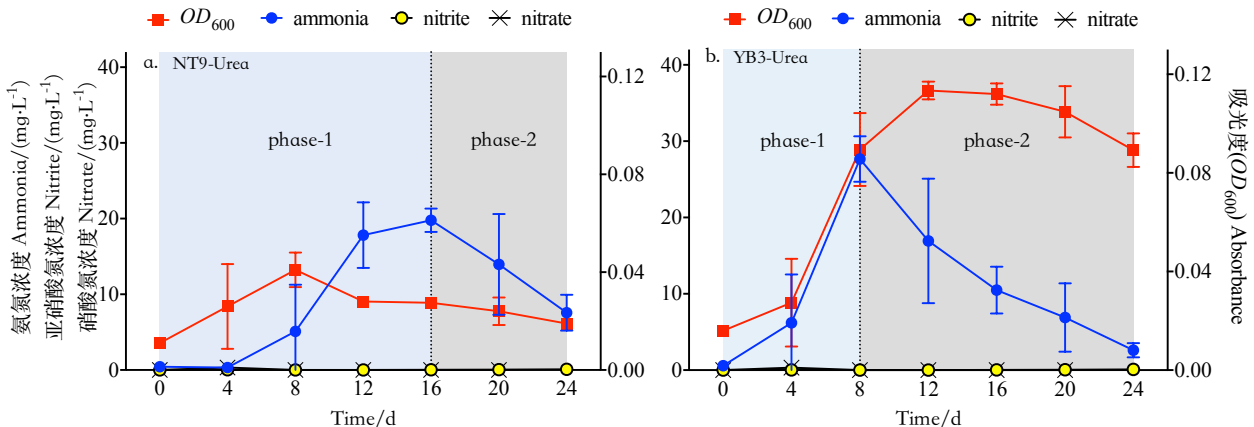 OD600 ammonia nitrite nitrate
OD600 ammonia nitrite nitrate
氨氮浓度 Ammonia/(mg·L-1)
亚硝酸氮浓度 Nitrite/(mg·L-1)
硝酸氮浓度 Nitrate/(mg·L-1)
a. NT9-Urea
phase-1
phase-2
40
30
20
10
0
0.12
0.08
0.04
0.00
0 4 8 12 16 20 24
Time/d
b. YB3-Urea
phase-1
phase-2
40
30
20
10
0
0.12
0.08
0.04
0.00
0 4 8 12 16 20 24
Time/d
吸光度(OD600) Absorbance